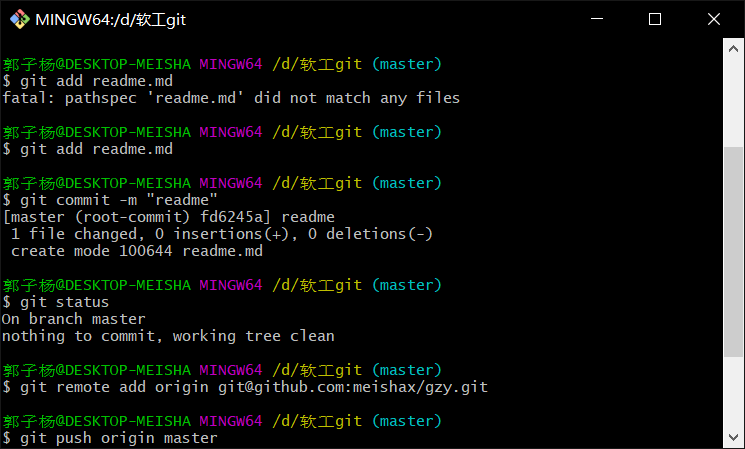 MINGW64:/d/软工git
郭子杨@DESKTOP-MEISHA MINGW64 /d/软工git (master)
$ git add readme.md
fatal: pathspec 'readme.md' did not match any files
郭子杨@DESKTOP-MEISHA MINGW64 /d/软工git (master)
$ git add readme.md
郭子杨@DESKTOP-MEISHA MINGW64 /d/软工git (master)
$ git commit -m "readme"
[master (root-commit) fd6245a] readme
 1 file changed, 0 insertions(+), 0 deletions(-)
 create mode 100644 readme.md
郭子杨@DESKTOP-MEISHA MINGW64 /d/软工git (master)
$ git status
On branch master
nothing to commit, working tree clean
郭子杨@DESKTOP-MEISHA MINGW64 /d/软工git (master)
$ git remote add origin git@github.com:meishax/gzy.git
郭子杨@DESKTOP-MEISHA MINGW64 /d/软工git (master)
$ git push origin master